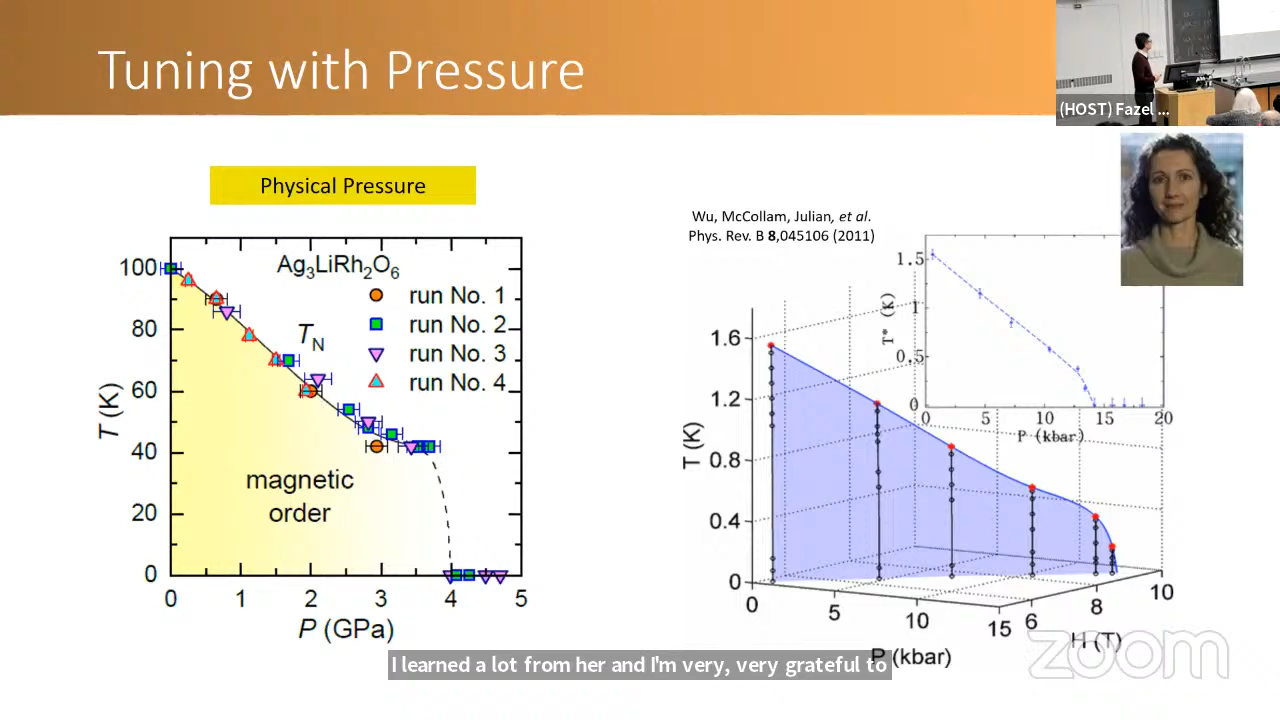 Tuning with Pressure
(HOST) Fazel ...
Physical Pressure
Ag₃LiRh₂O₆
run No. 1
run No. 2
run No. 3
run No. 4
T_N
magnetic
order
T (K)
100
80
60
40
20
0
0 1 2 3 4 5
P (GPa)
Wu, McCollam, Julian, et al.
Phys. Rev. B 8,045106 (2011)
T* (K)
1.5
1
0.5
0
0 5 10 15 20
P (kbar)
T (K)
1.6
1.2
0.8
0.4
0
0 5 10 15
P (kbar)
6 8 10
H (T)
zoom
I learned a lot from her and I'm very, very grateful to